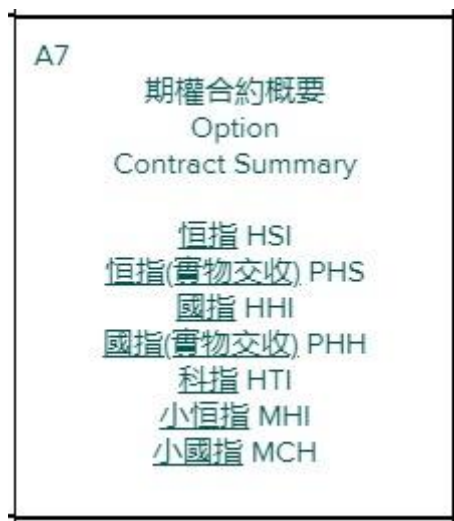 A7
期權合約概要
Option
Contract Summary
恒指 HSI
恒指(實物交收) PHS
國指 HHI
國指(實物交收) PHH
科指 HTI
小恒指 MHI
小國指 MCH